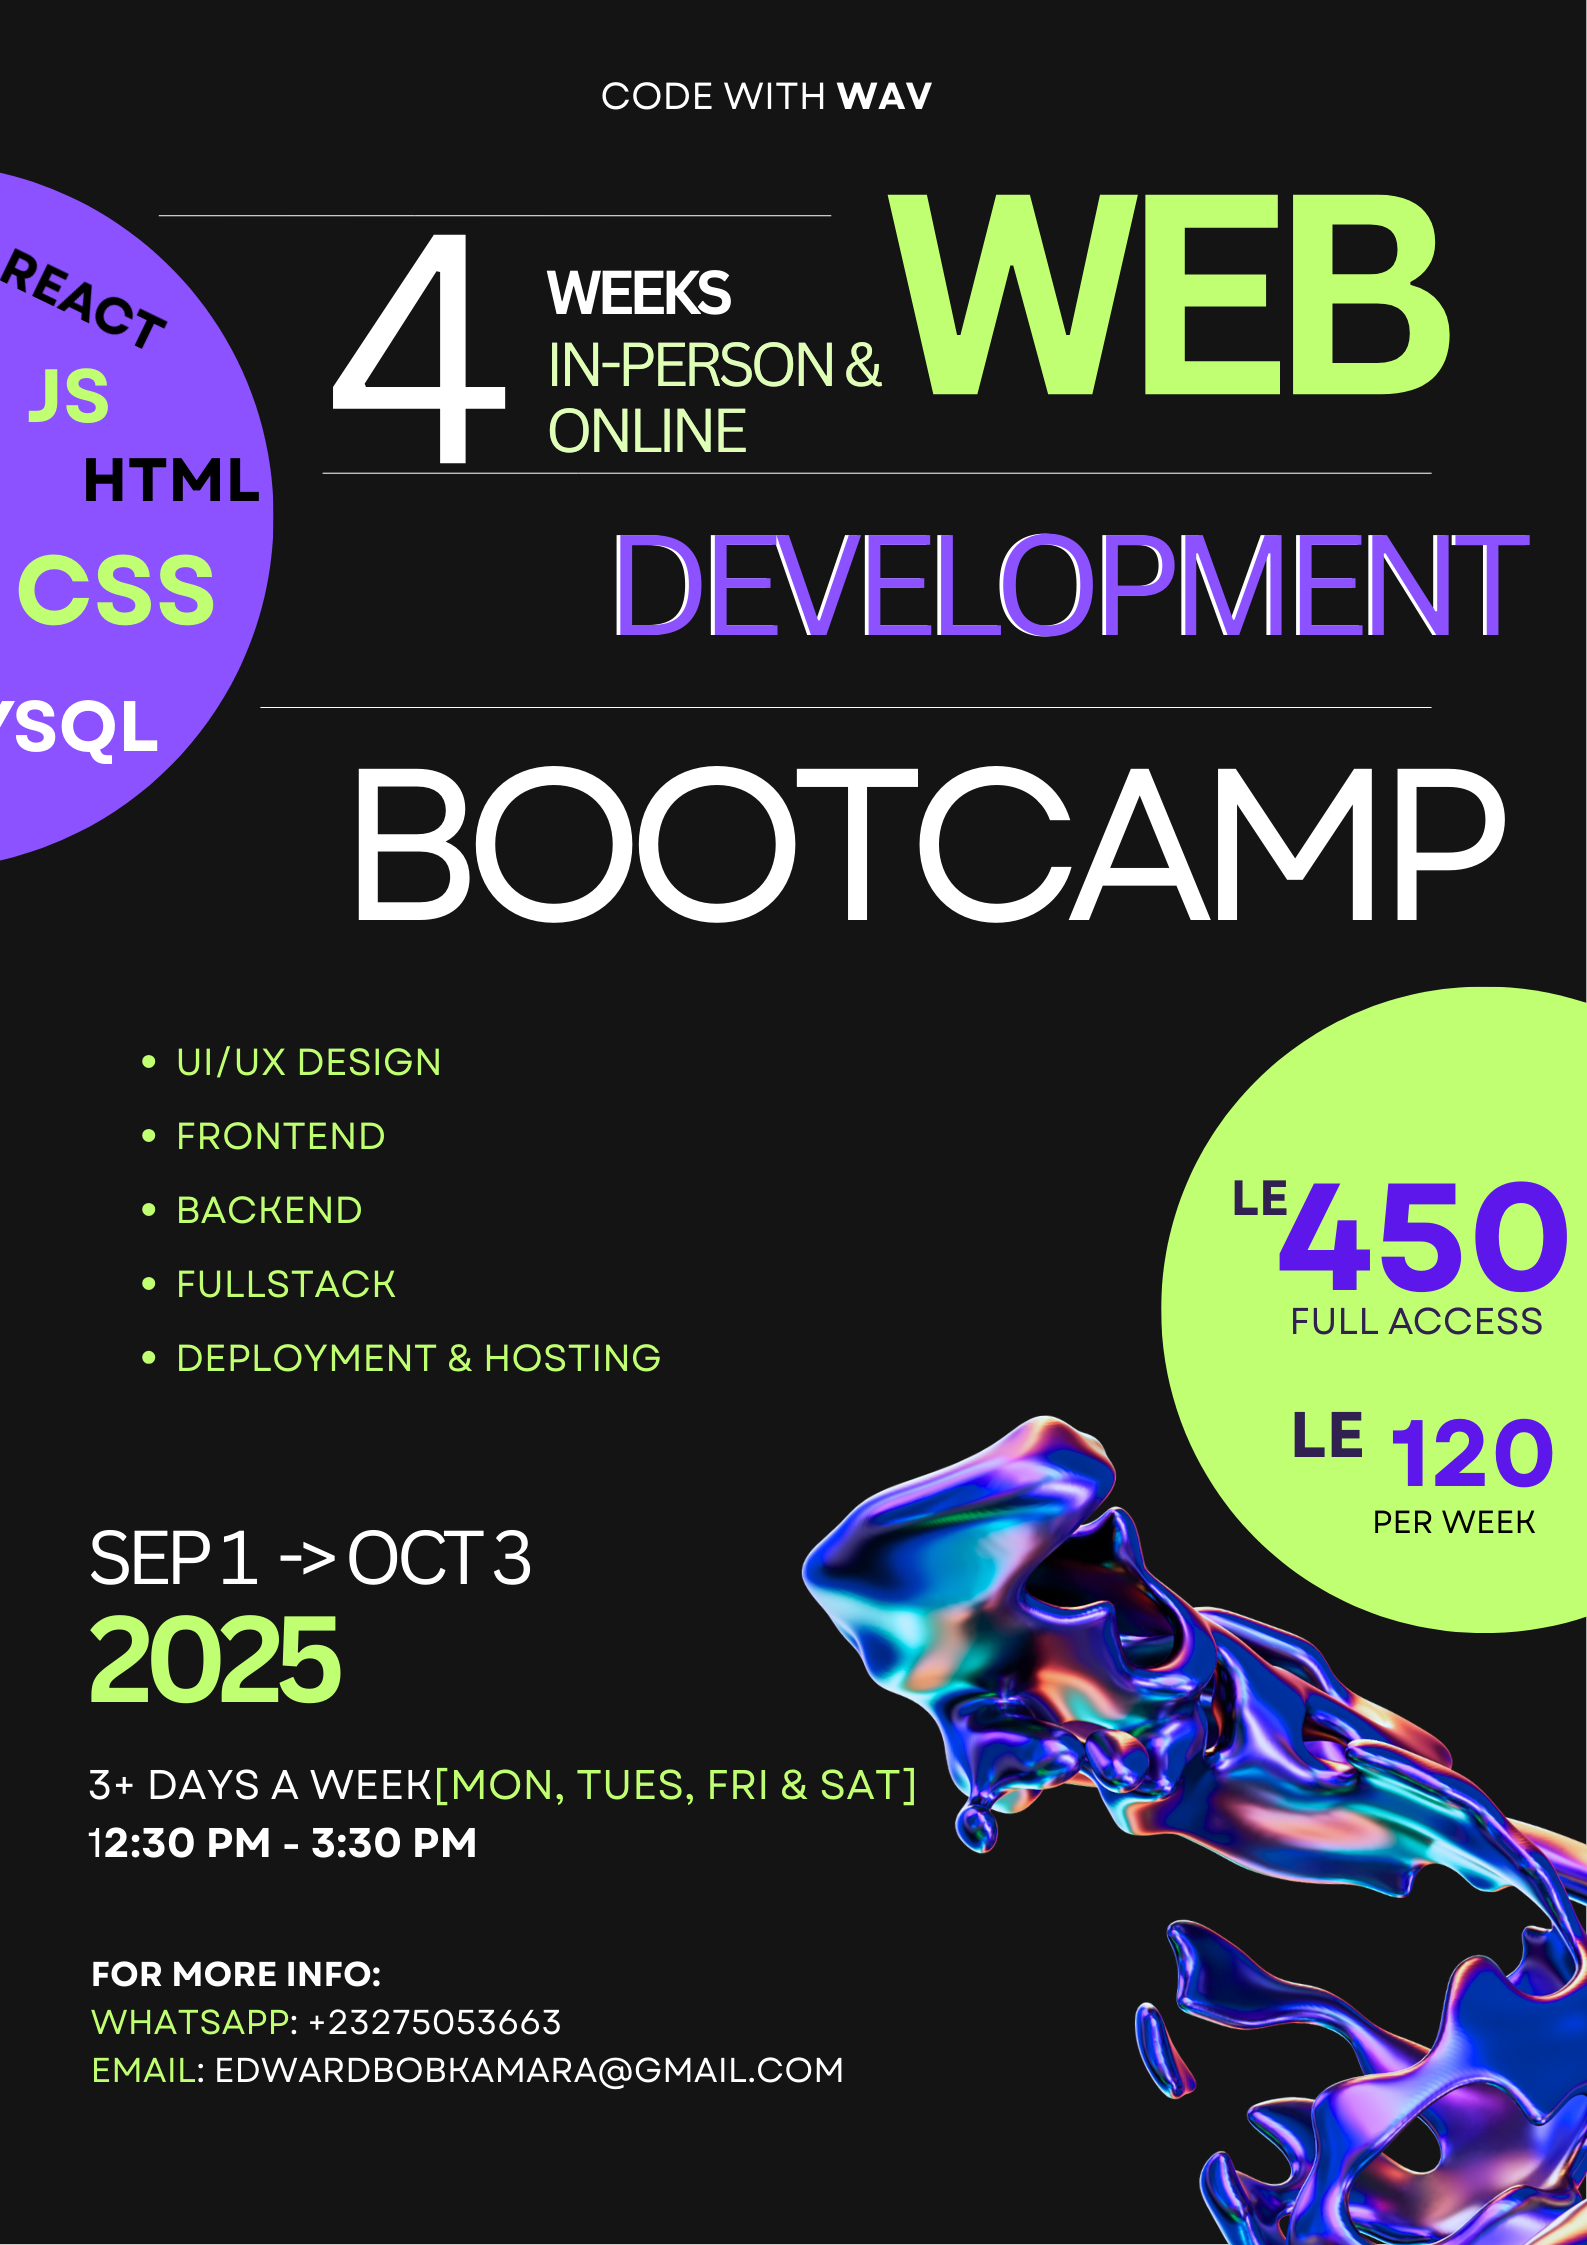 CODE WITH WAV
REACT
JS
HTML
CSS
YSQL
4
WEEKS
IN-PERSON &
ONLINE
WEB
DEVELOPMENT
BOOTCAMP
• UI/UX DESIGN
• FRONTEND
• BACKEND
• FULLSTACK
• DEPLOYMENT & HOSTING
LE 450
FULL ACCESS
LE 120
PER WEEK
SEP 1 -> OCT 3
2025
3+ DAYS A WEEK[MON, TUES, FRI & SAT]
12:30 PM - 3:30 PM
FOR MORE INFO:
WHATSAPP: +23275053663
EMAIL: EDWARDBOBKAMARA@GMAIL.COM